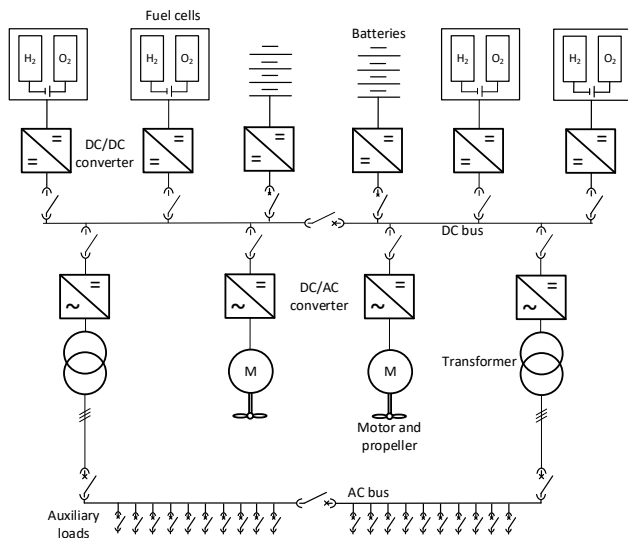 Fuel cells
Batteries
H₂ O₂
H₂ O₂
H₂ O₂
H₂ O₂
DC/DC
converter
DC bus
DC/AC
converter
~
~
~
~
Transformer
M
M
Motor and
propeller
AC bus
Auxiliary
loads